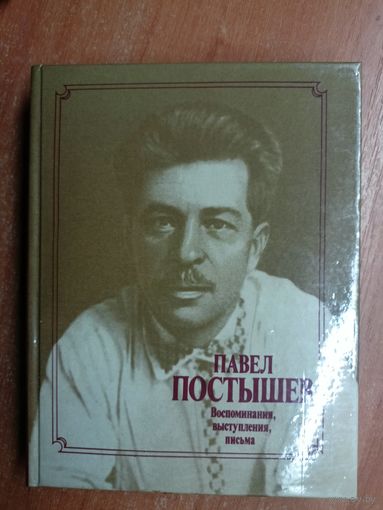 ПАВЕЛ
ПОСТЫШЕВ
Воспоминания,
выступления,
письма